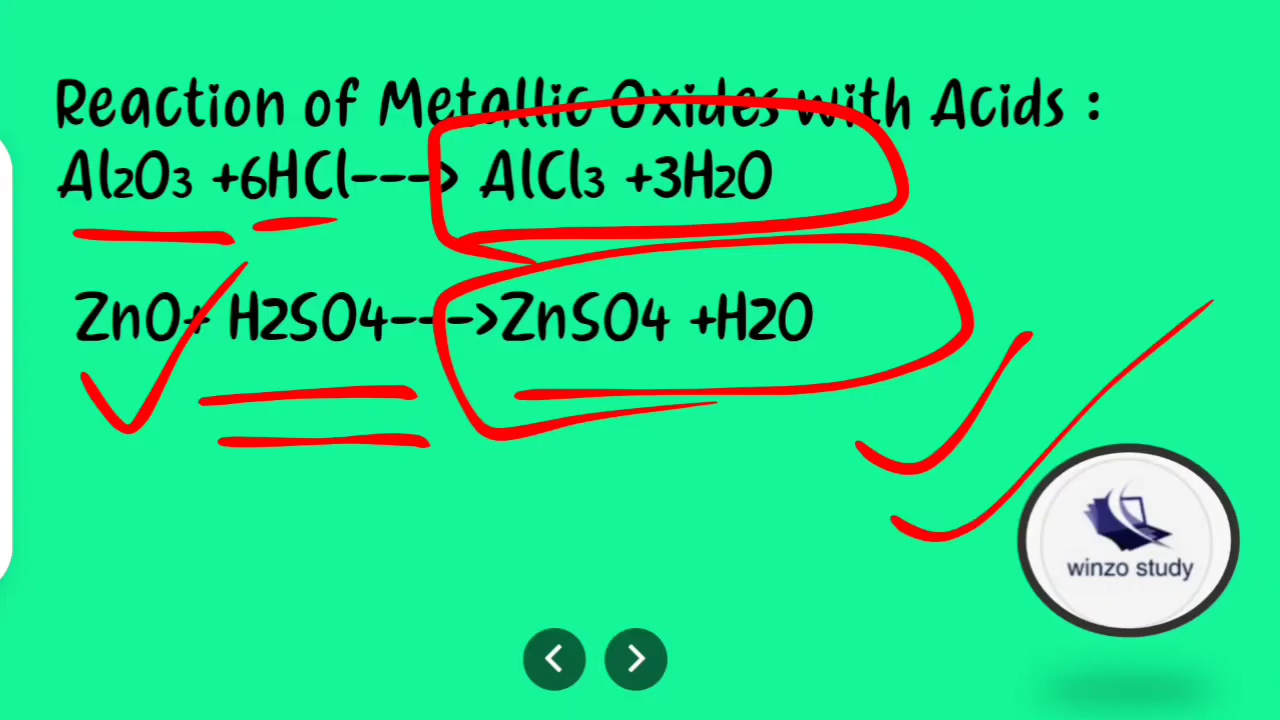 Reaction of Metallic Oxides with Acids :
Al2O3 +6HCl---> AlCl3 +3H2O
ZnO+ H2SO4--->ZnSO4 +H2O
winzo study